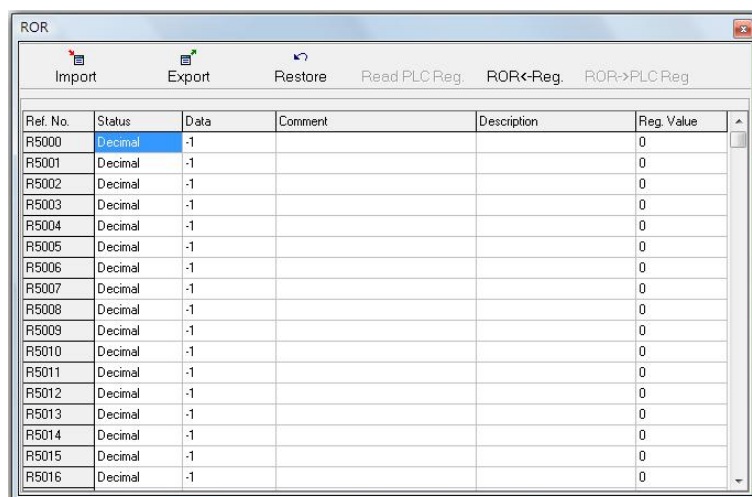 ROR
Import Export Restore Read PLC Reg. ROR<-Reg. ROR->PLC Reg
Ref. No. Status Data Comment Description Reg. Value
R5000 Decimal -1 0
R5001 Decimal -1 0
R5002 Decimal -1 0
R5003 Decimal -1 0
R5004 Decimal -1 0
R5005 Decimal -1 0
R5006 Decimal -1 0
R5007 Decimal -1 0
R5008 Decimal -1 0
R5009 Decimal -1 0
R5010 Decimal -1 0
R5011 Decimal -1 0
R5012 Decimal -1 0
R5013 Decimal -1 0
R5014 Decimal -1 0
R5015 Decimal -1 0
R5016 Decimal -1 0